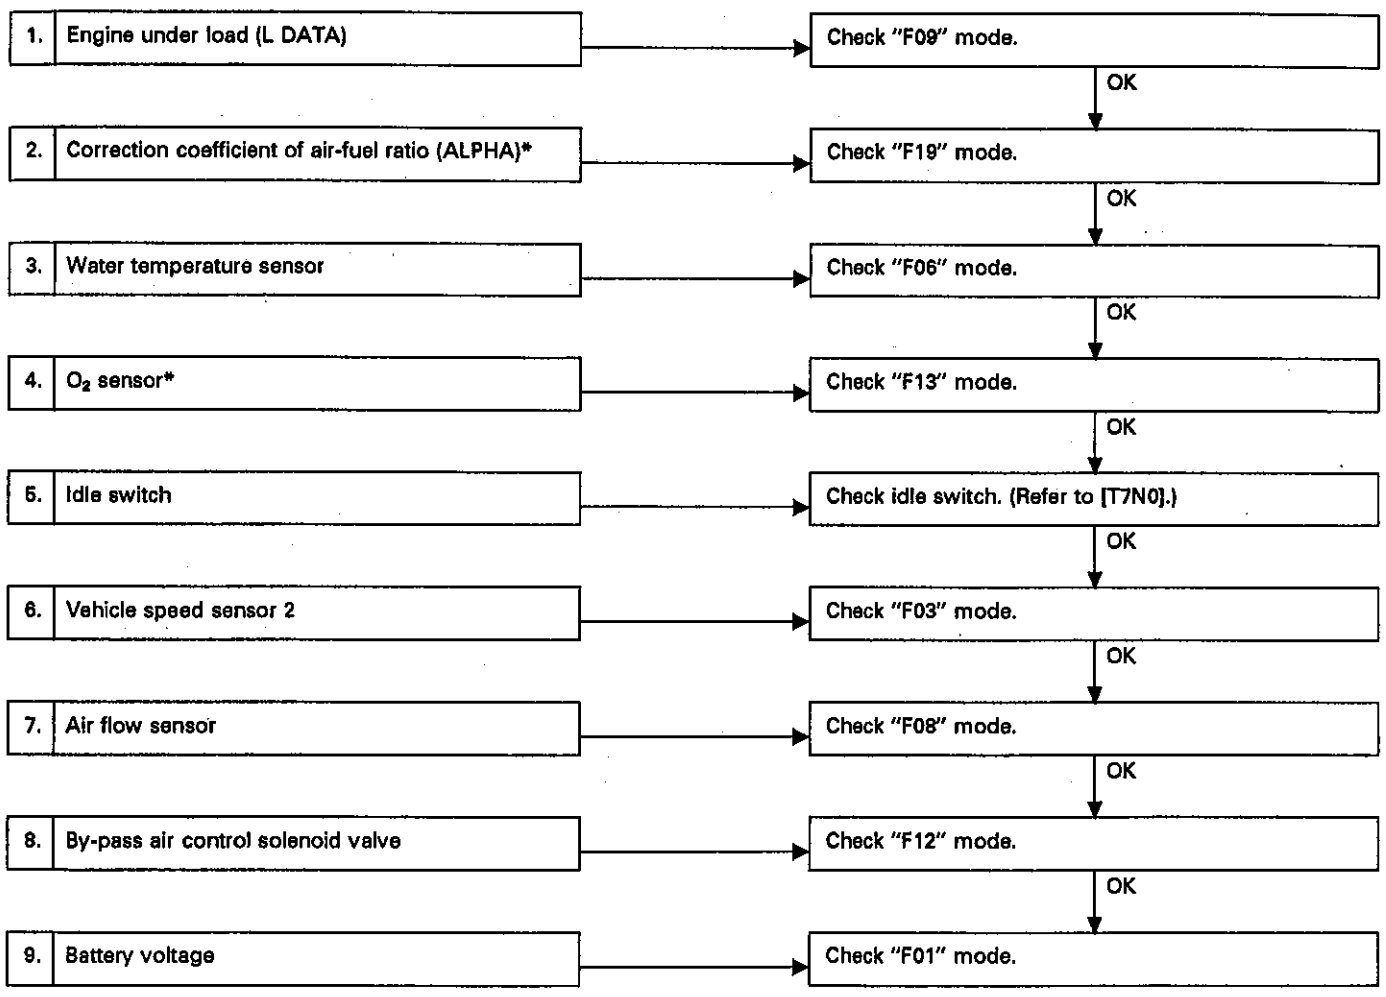 1. Engine under load (L DATA)
Check "F09" mode.
OK
2. Correction coefficient of air-fuel ratio (ALPHA)*
Check "F19" mode.
OK
3. Water temperature sensor
Check "F06" mode.
OK
4. O₂ sensor*
Check "F13" mode.
OK
5. Idle switch
Check idle switch. (Refer to [T7N0].)
OK
6. Vehicle speed sensor 2
Check "F03" mode.
OK
7. Air flow sensor
Check "F08" mode.
OK
8. By-pass air control solenoid valve
Check "F12" mode.
OK
9. Battery voltage
Check "F01" mode.